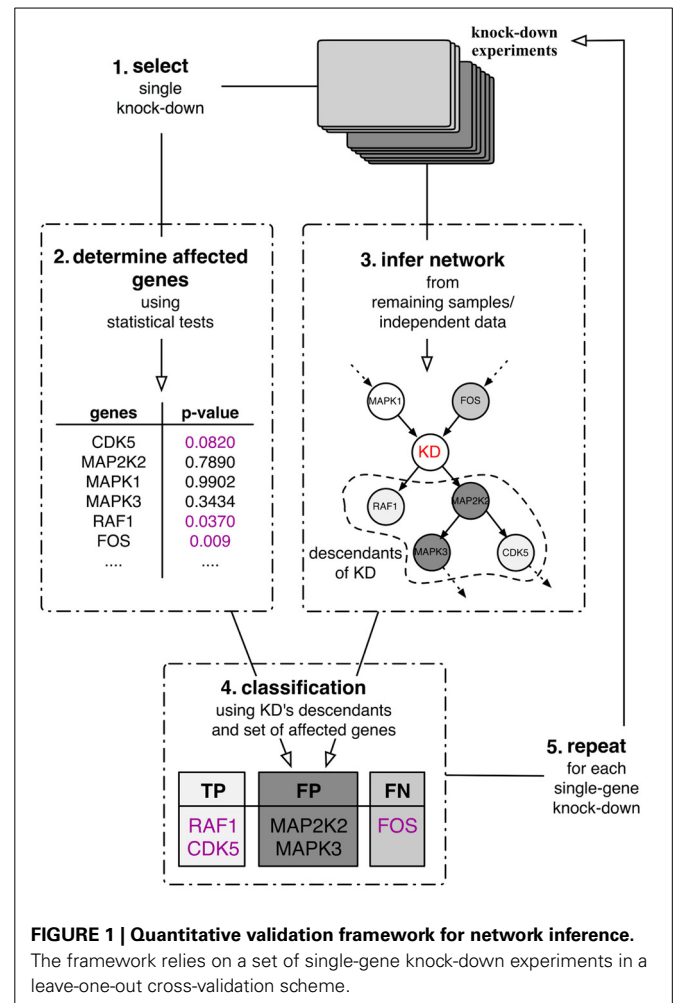 knock-down
experiments
1. select
single
knock-down
2. determine affected
genes
using
statistical tests
genes p-value
CDK5 0.0820
MAP2K2 0.7890
MAPK1 0.9902
MAPK3 0.3434
RAF1 0.0370
FOS 0.009
.... ....
3. infer network
from
remaining samples/
independent data
MAPK1 FOS
KD
RAF1 MAP2K2
MAPK3 CDK5
descendants
of KD
4. classification
using KD's descendants
and set of affected genes
TP FP FN
RAF1 MAP2K2 FOS
CDK5 MAPK3
5. repeat
for each
single-gene
knock-down
FIGURE 1 | Quantitative validation framework for network inference.
The framework relies on a set of single-gene knock-down experiments in a
leave-one-out cross-validation scheme.